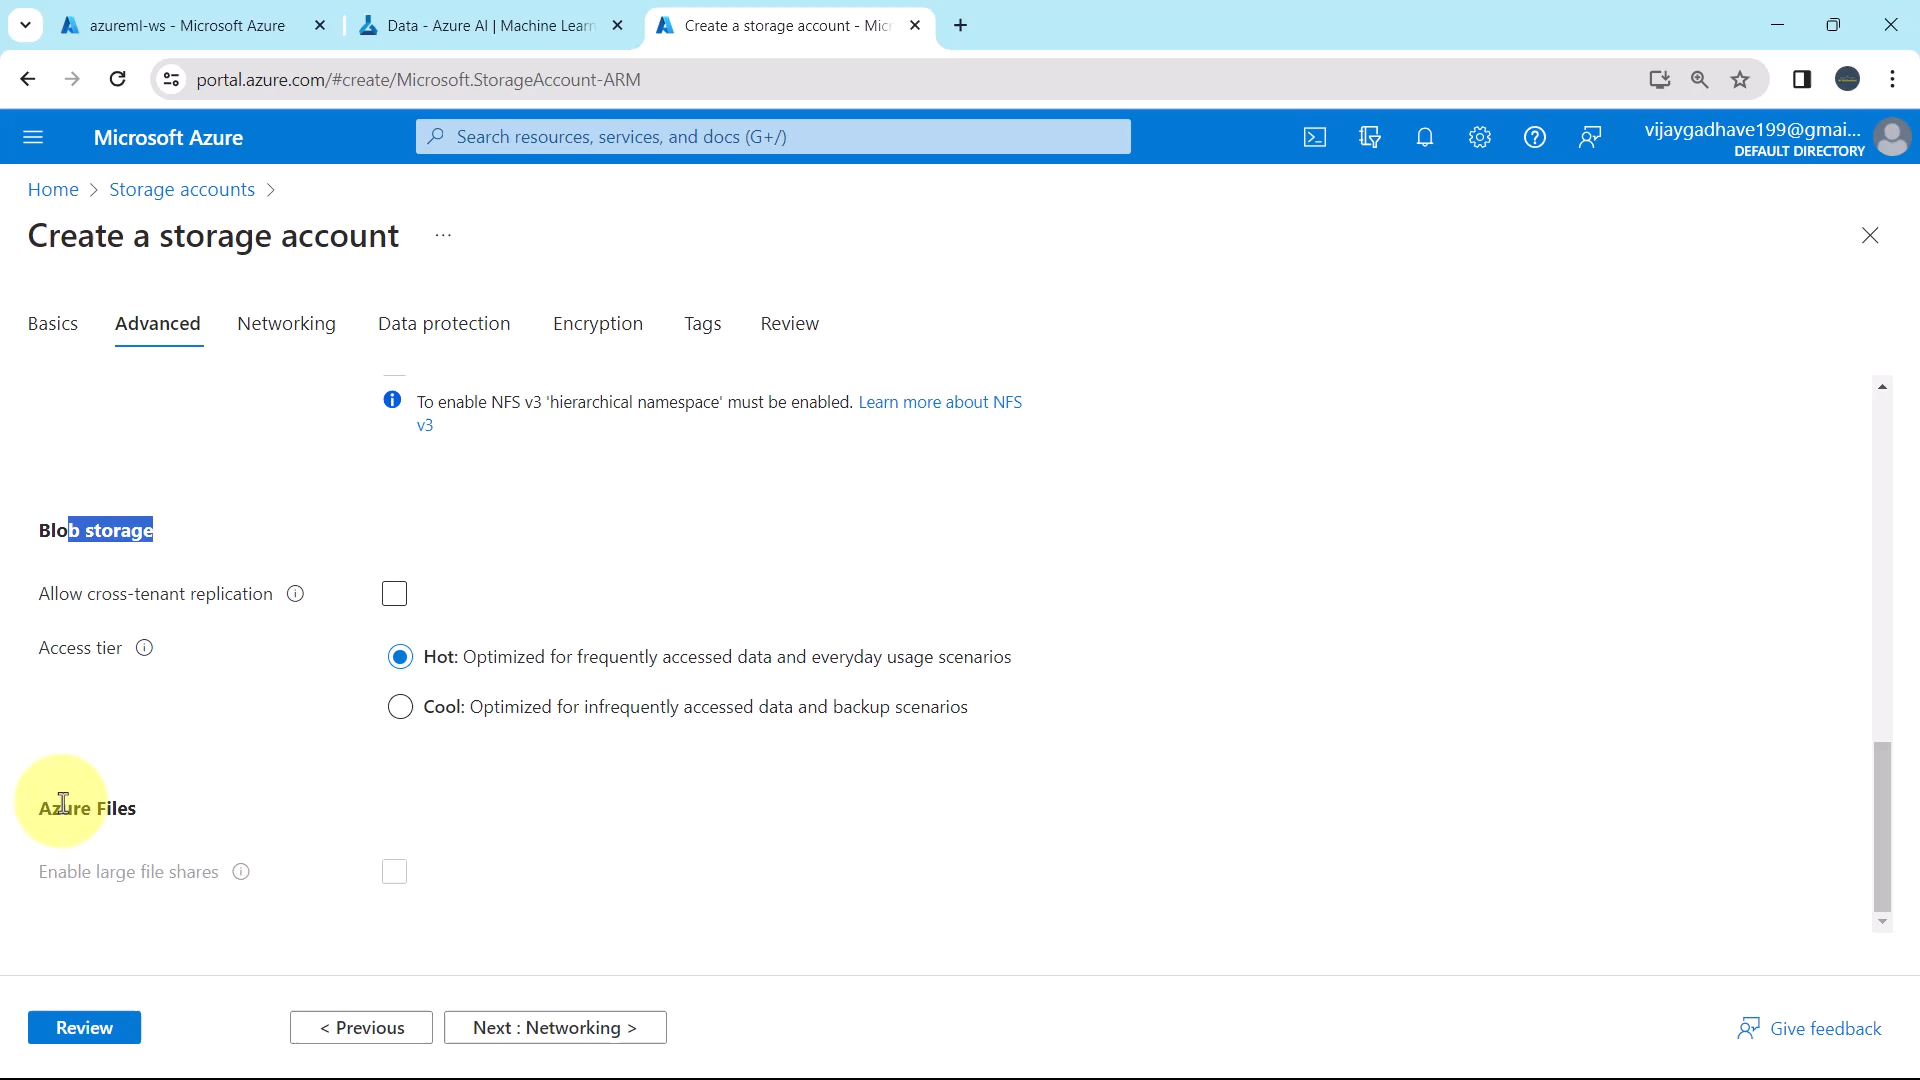 azureml-ws - Microsoft Azure
Data - Azure AI | Machine Learn
Create a storage account - Micr
portal.azure.com/#create/Microsoft.StorageAccount-ARM
Microsoft Azure
Search resources, services, and docs (G+/)
vijaygadhave199@gmai...
DEFAULT DIRECTORY
Home > Storage accounts >
Create a storage account ...
Basics
Advanced
Networking
Data protection
Encryption
Tags
Review
To enable NFS v3 'hierarchical namespace' must be enabled. Learn more about NFS
v3
Blob storage
Allow cross-tenant replication
Access tier
Hot: Optimized for frequently accessed data and everyday usage scenarios
Cool: Optimized for infrequently accessed data and backup scenarios
Azure Files
Enable large file shares
Review
< Previous
Next : Networking >
Give feedback